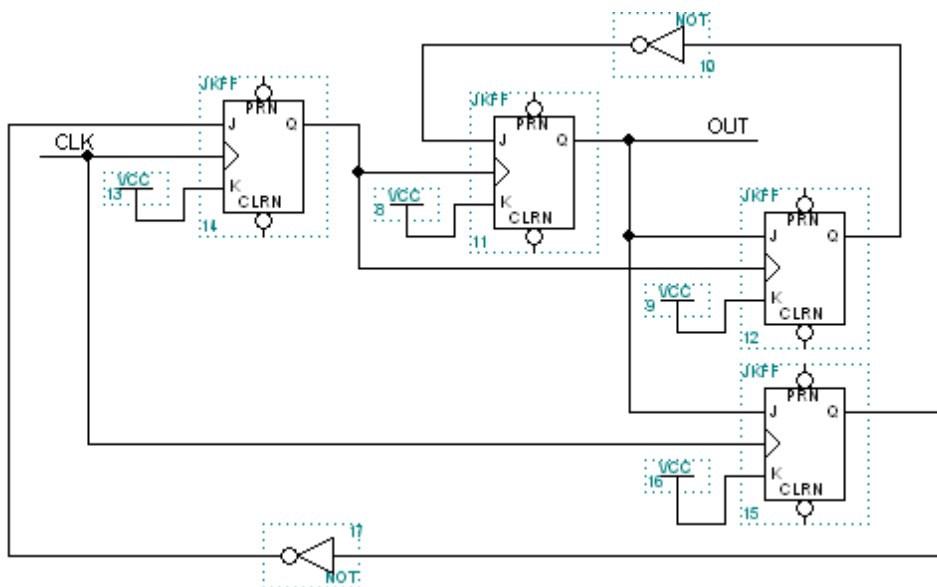 NOT
10
JKFF
PRN
J Q
K
CLRN
14
CLK
VCC
13
JKFF
PRN
J Q
K
CLRN
11
VCC
8
OUT
JKFF
PRN
J Q
K
CLRN
12
VCC
9
JKFF
PRN
J Q
K
CLRN
15
VCC
16
17
NOT